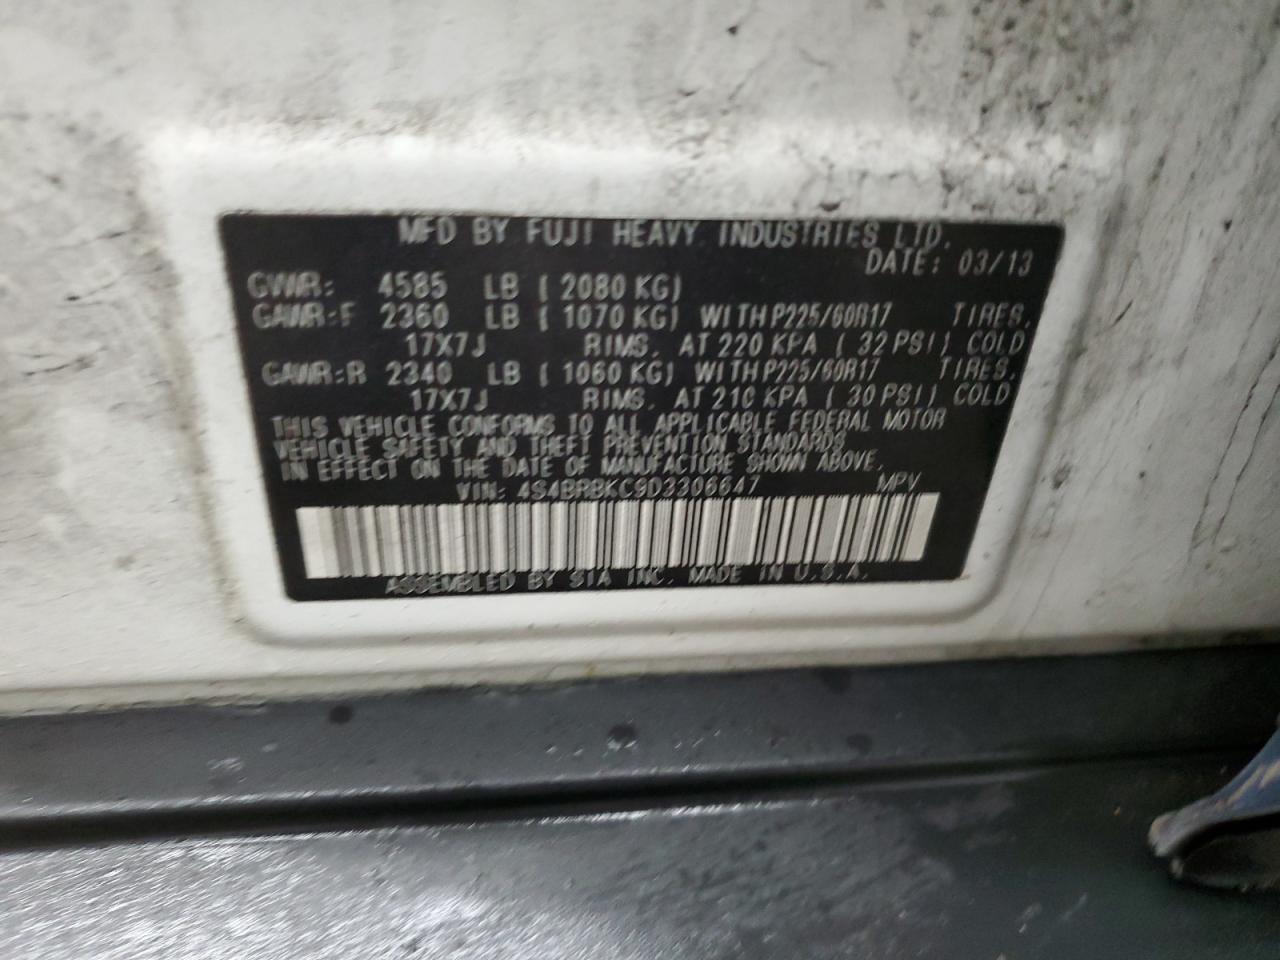 MFD BY FUJI HEAVY INDUSTRIES LTD.
DATE: 03/13
GVWR: 4585 LB ( 2080 KG)
GAWR:F 2360 LB ( 1070 KG) WITH P225/60R17 TIRES,
17X7J RIMS, AT 220 KPA ( 32 PSI) COLD
GAWR:R 2340 LB ( 1060 KG) WITH P225/60R17 TIRES,
17X7J RIMS, AT 210 KPA ( 30 PSI) COLD
THIS VEHICLE CONFORMS TO ALL APPLICABLE FEDERAL MOTOR
VEHICLE SAFETY AND THEFT PREVENTION STANDARDS
IN EFFECT ON THE DATE OF MANUFACTURE SHOWN ABOVE.
VIN: 4S4BRBKC9D3306647 MPV
ASSEMBLED BY SIA INC. MADE IN U.S.A.